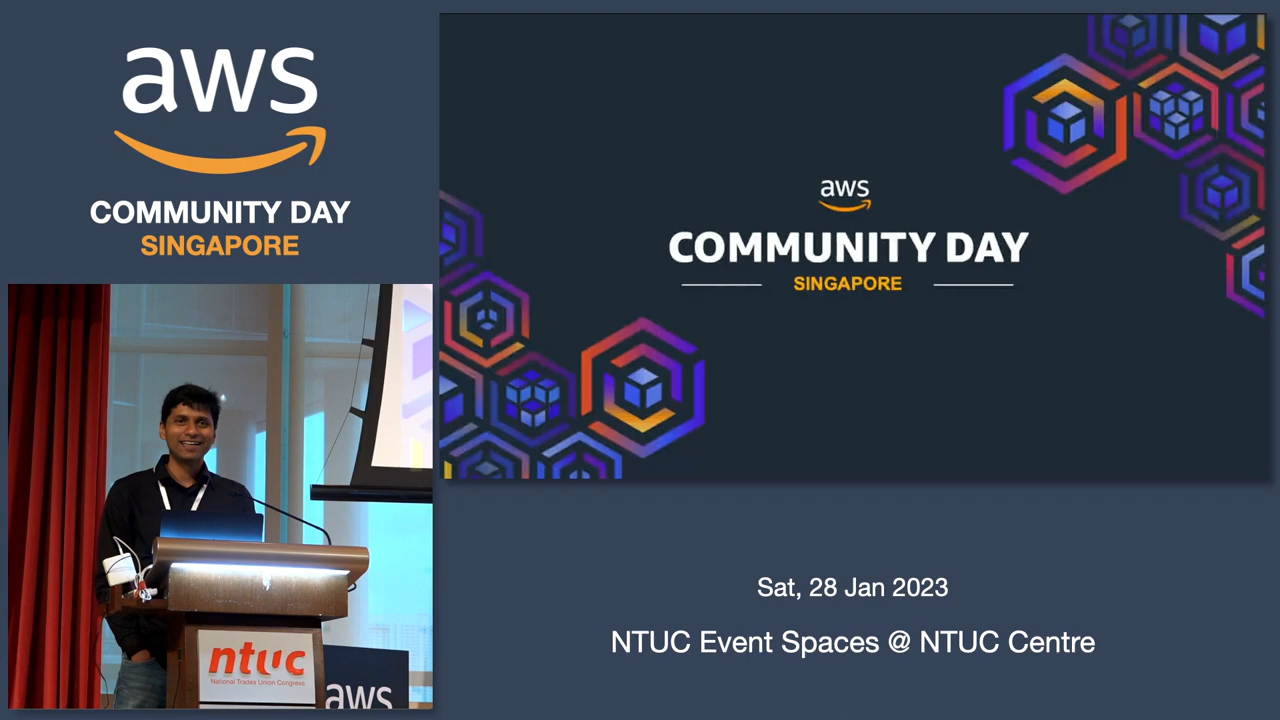 aws
COMMUNITY DAY
SINGAPORE
aws
COMMUNITY DAY
SINGAPORE
ntuc
National Trades Union Congress
aws
Sat, 28 Jan 2023
NTUC Event Spaces @ NTUC Centre